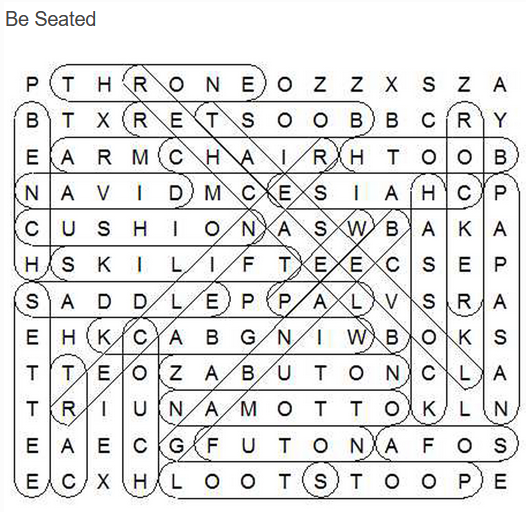 Be Seated
P T H R O N E O Z Z X S Z A
B T X R E T S O O B B C R Y
E A R M C H A I R H T O O B
N A V I D M C E S I A H C P
C U S H I O N A S W B A K A
H S K I L I F T E E C S E P
S A D D L E P P A L V S R A
E H K C A B G N I W B O K S
T T E O Z A B U T O N C L A
T R I U N A M O T T O K L N
E A E C G F U T O N A F O S
E C X H L O O T S T O O P E